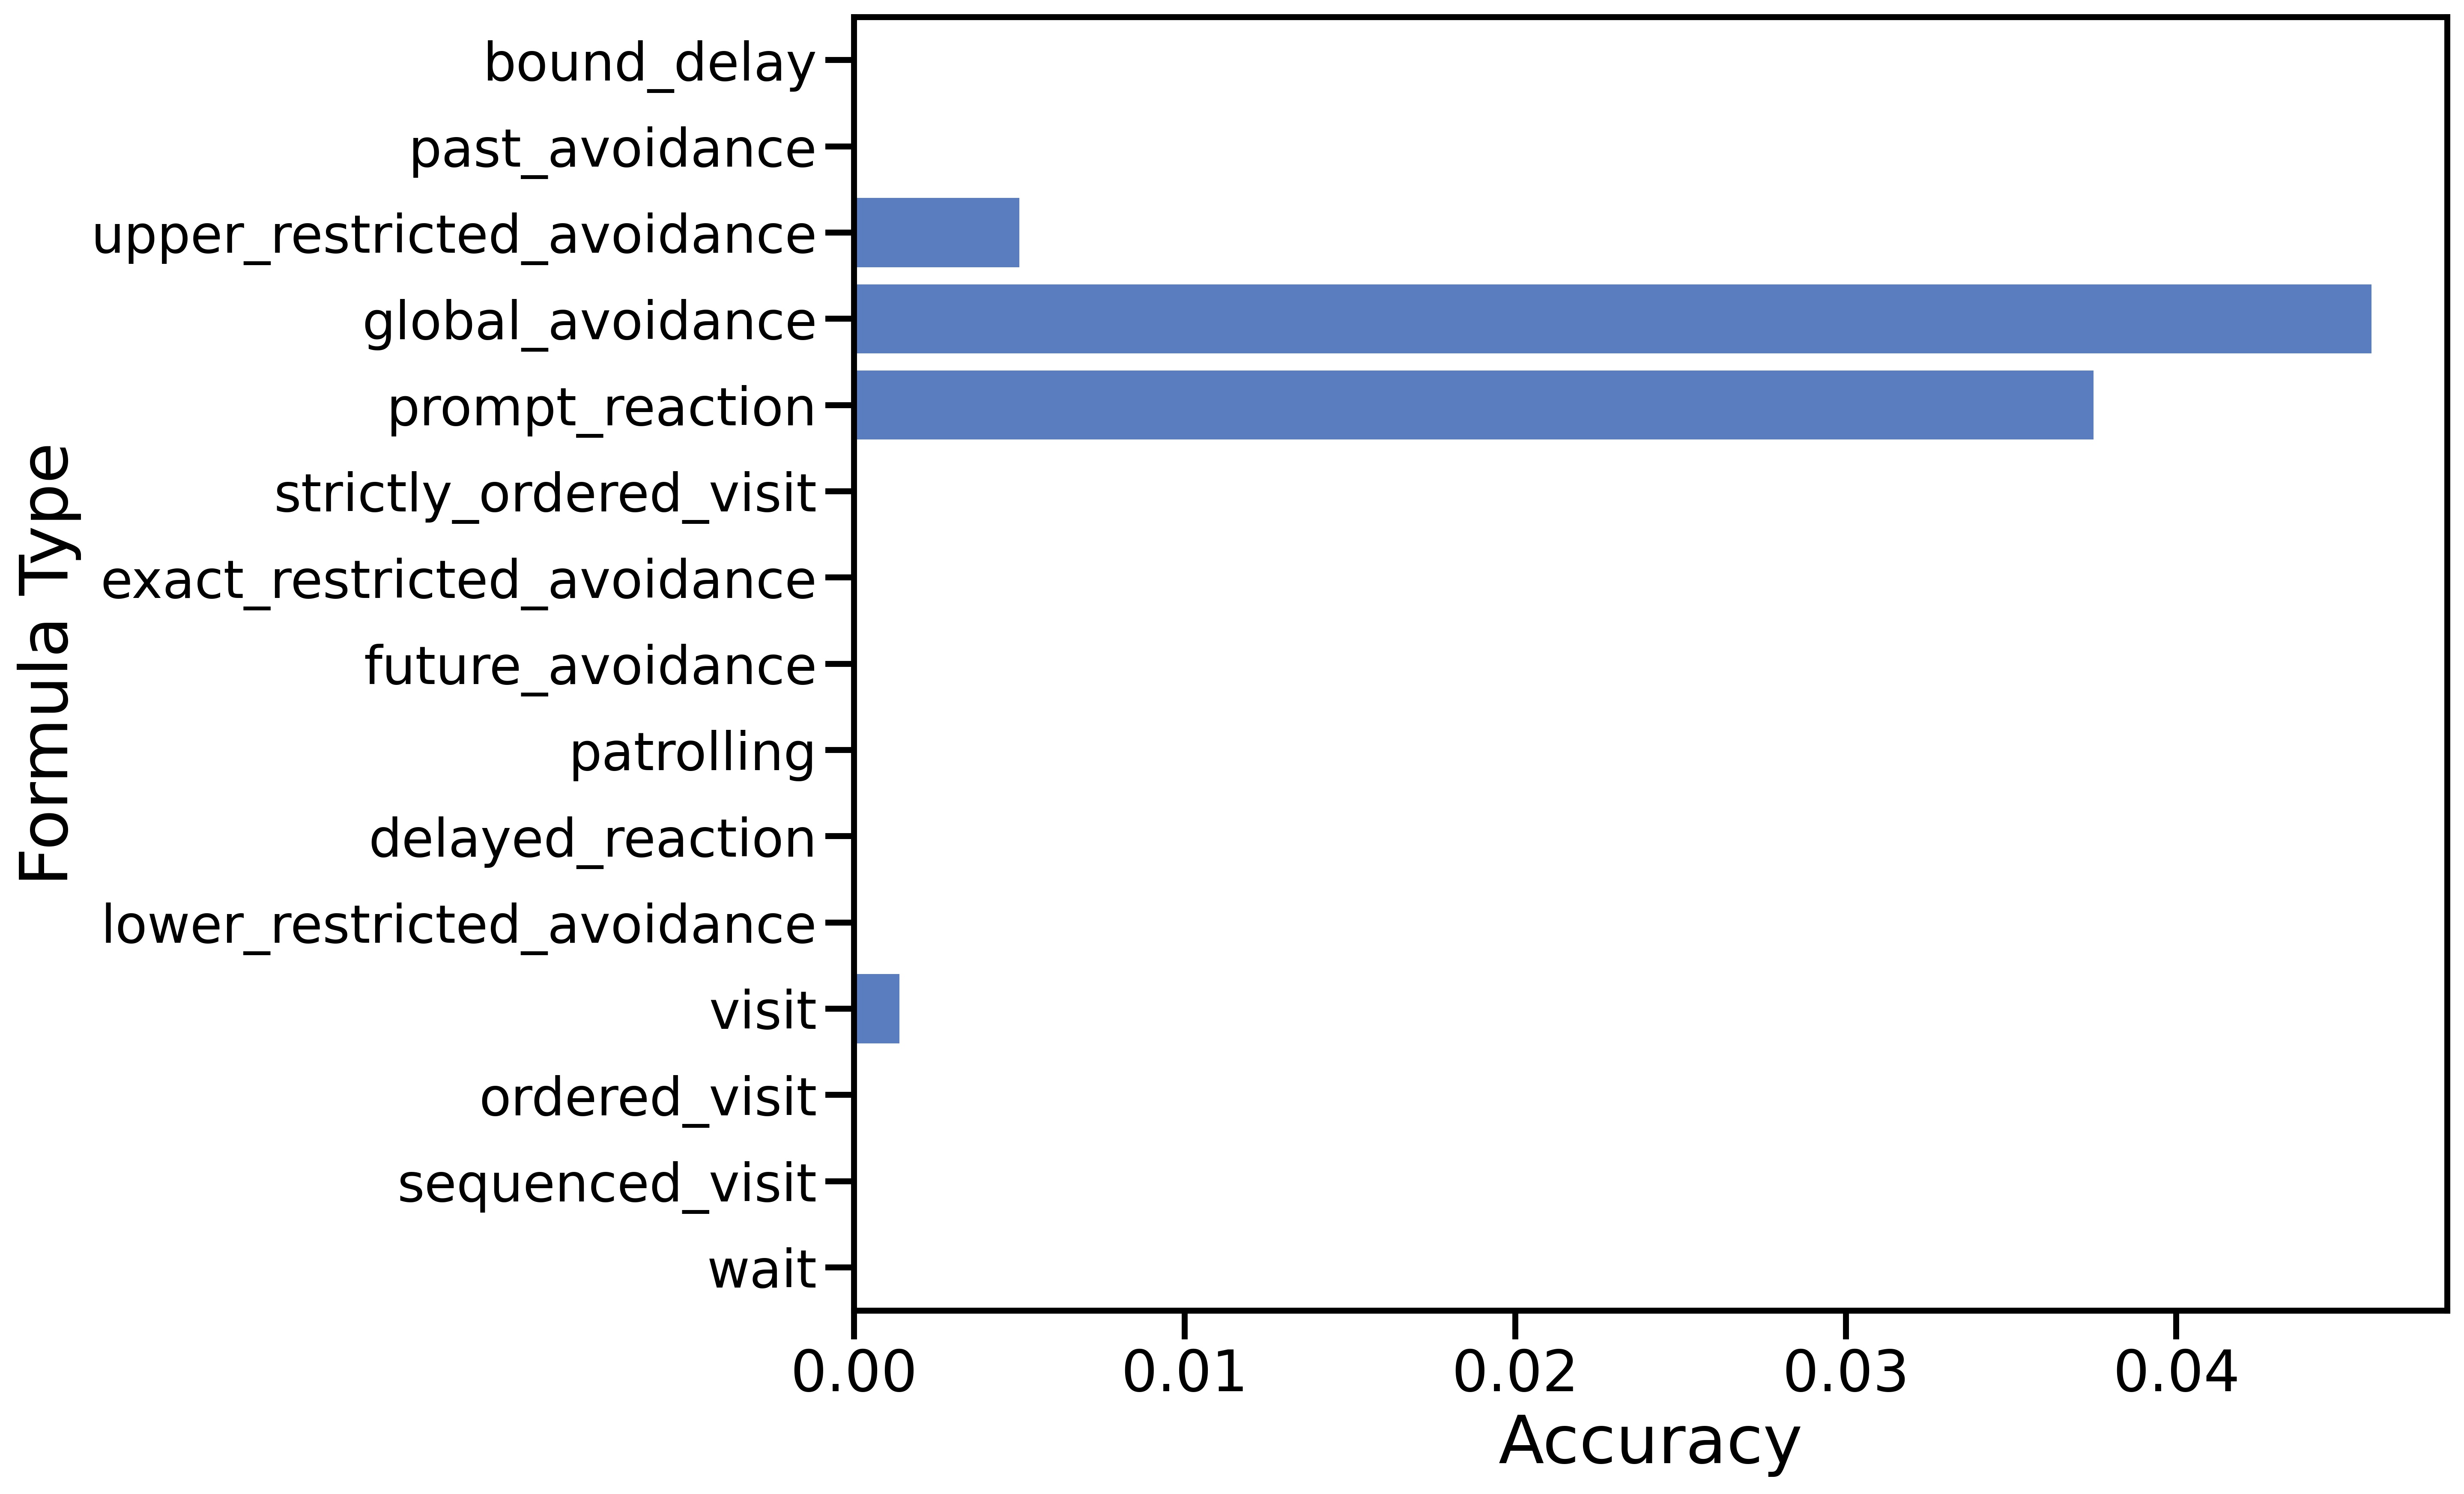 bound_delay
past_avoidance
upper_restricted_avoidance
global_avoidance
prompt_reaction
strictly_ordered_visit
exact_restricted_avoidance
future_avoidance
patrolling
delayed_reaction
lower_restricted_avoidance
visit
ordered_visit
sequenced_visit
wait
Formula Type
0.00 0.01 0.02 0.03 0.04
Accuracy